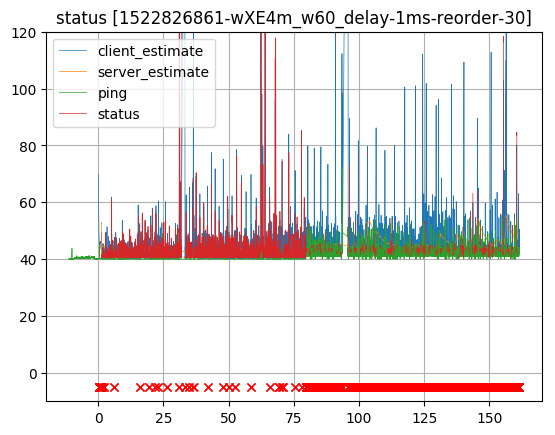 status [1522826861-wXE4m_w60_delay-1ms-reorder-30]
120
100
80
60
40
20
0
client_estimate
server_estimate
ping
status
0
25
50
75
100
125
150